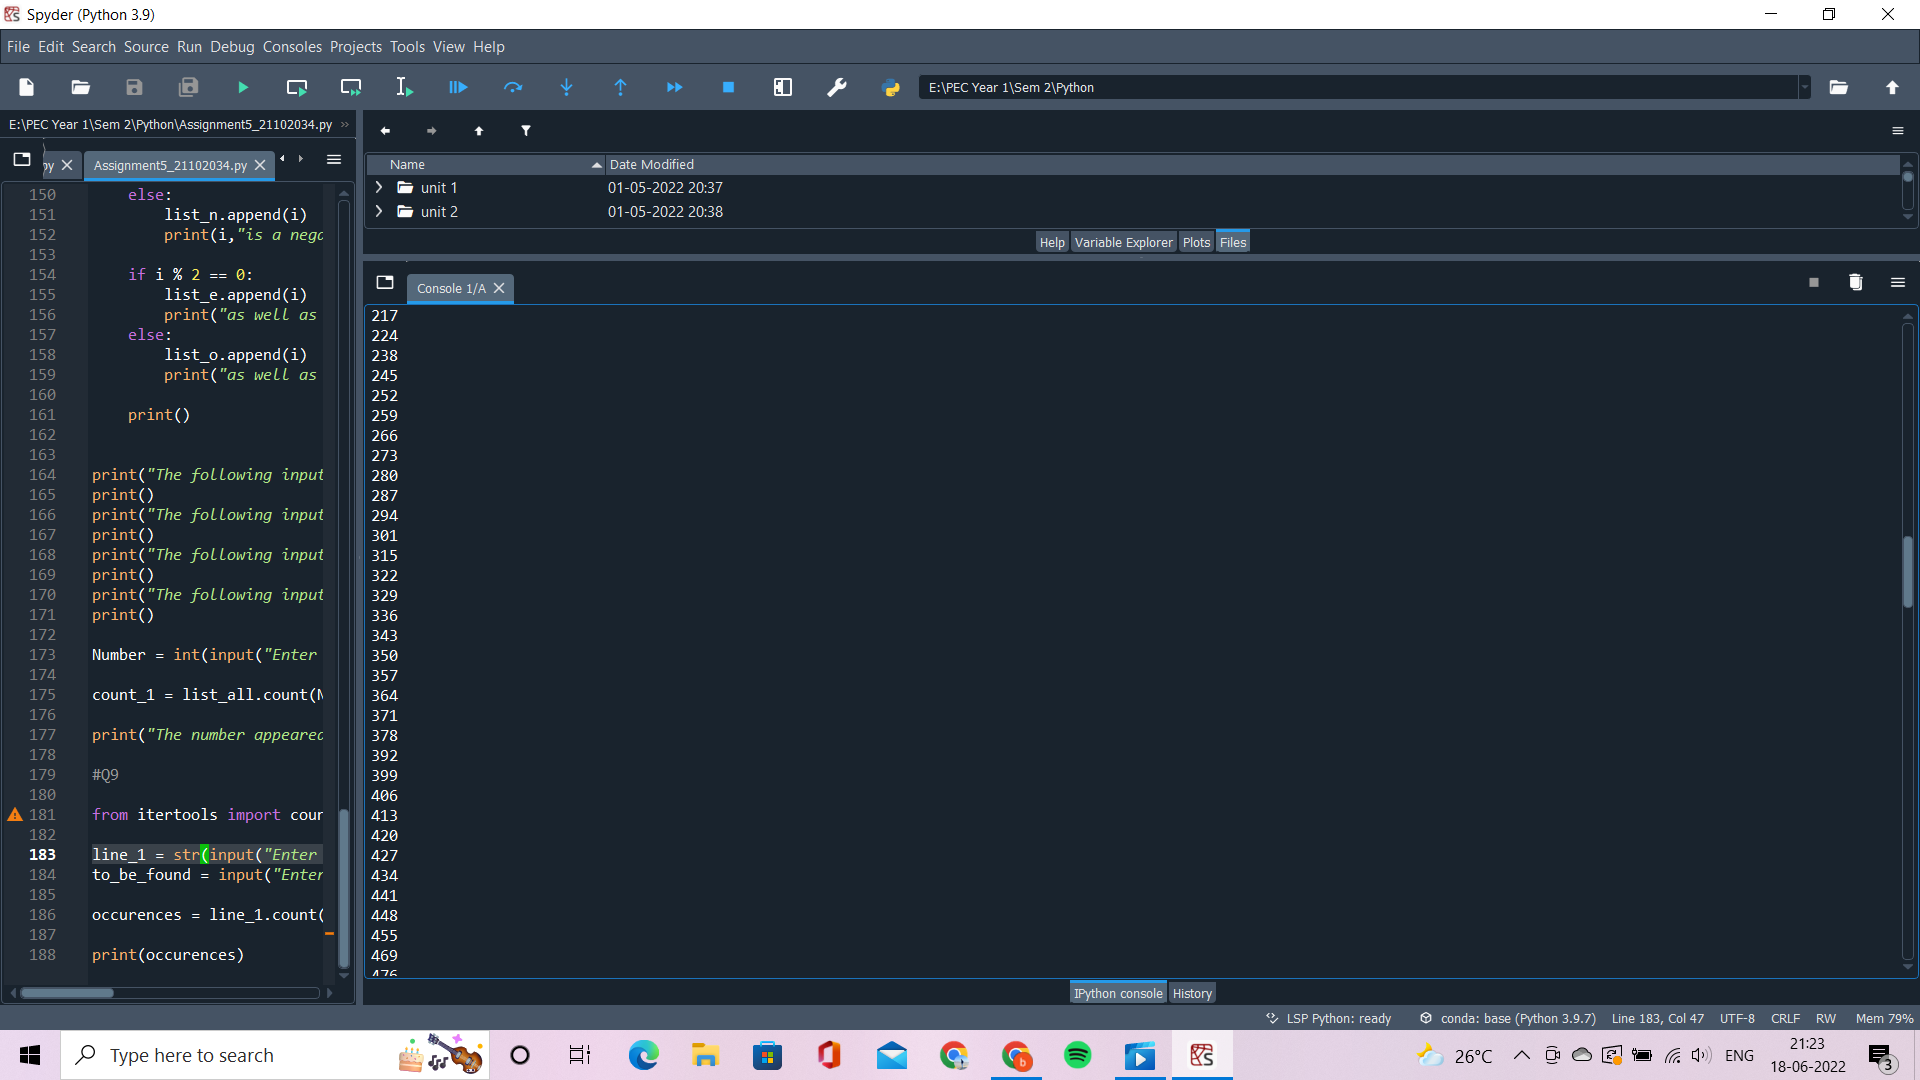 Spyder (Python 3.9)
File Edit Search Source Run Debug Consoles Projects Tools View Help
E:\PEC Year 1\Sem 2\Python
E:\PEC Year 1\Sem 2\Python\Assignment5_21102034.py
py
Assignment5_21102034.py
150 else:
151 list_n.append(i)
152 print(i,"is a nega
153
154 if i % 2 == 0:
155 list_e.append(i)
156 print("as well as
157 else:
158 list_o.append(i)
159 print("as well as
160
161 print()
162
163
164 print("The following input
165 print()
166 print("The following input
167 print()
168 print("The following input
169 print()
170 print("The following input
171 print()
172
173 Number = int(input("Enter
174
175 count_1 = list_all.count(N
176
177 print("The number appeared
178
179 #Q9
180
181 from itertools import coun
182
183 line_1 = str(input("Enter
184 to_be_found = input("Enter
185
186 occurences = line_1.count(
187
188 print(occurences)
Name Date Modified
unit 1 01-05-2022 20:37
unit 2 01-05-2022 20:38
Help Variable Explorer Plots Files
Console 1/A
217
224
238
245
252
259
266
273
280
287
294
301
315
322
329
336
343
350
357
364
371
378
392
399
406
413
420
427
434
441
448
455
469
476
IPython console History
LSP Python: ready conda: base (Python 3.9.7) Line 183, Col 47 UTF-8 CRLF RW Mem 79%
Type here to search
26°C ENG
21:23
18-06-2022
3